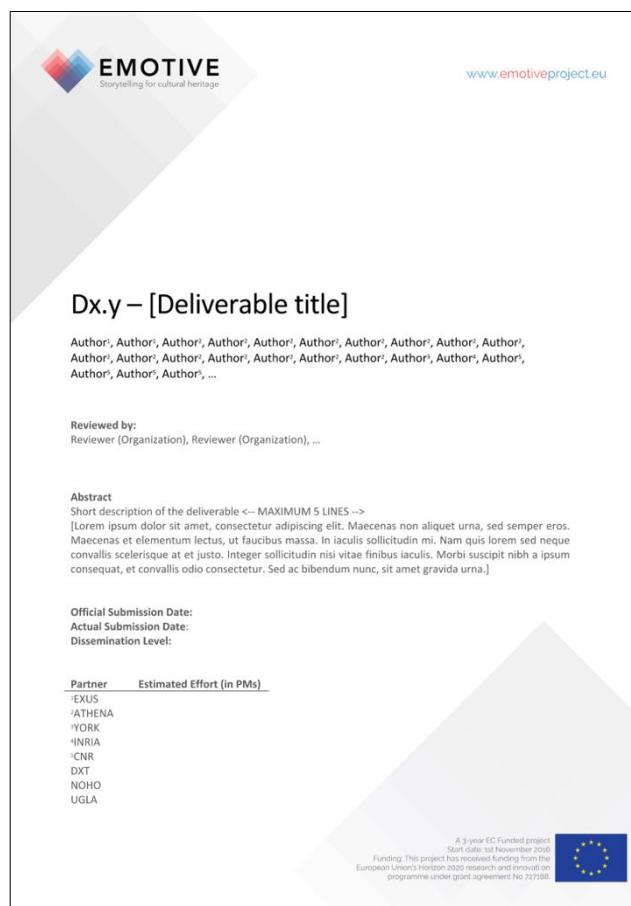 EMOTIVE
Storytelling for cultural heritage
www.emotiveproject.eu
Dx.y – [Deliverable title]
Author¹, Author¹, Author², Author², Author², Author², Author², Author², Author², Author²,
Author², Author², Author², Author², Author², Author², Author², Author³, Author⁴, Author⁵,
Author⁵, Author⁵, Author⁵, ...
Reviewed by:
Reviewer (Organization), Reviewer (Organization), ...
Abstract
Short description of the deliverable <-- MAXIMUM 5 LINES -->
[Lorem ipsum dolor sit amet, consectetur adipiscing elit. Maecenas non aliquet urna, sed semper eros.
Maecenas et elementum lectus, ut faucibus massa. In iaculis sollicitudin mi. Nam quis lorem sed neque
convallis scelerisque at et justo. Integer sollicitudin nisi vitae finibus iaculis. Morbi suscipit nibh a ipsum
consequat, et convallis odio consectetur. Sed ac bibendum nunc, sit amet gravida urna.]
Official Submission Date:
Actual Submission Date:
Dissemination Level:
Partner Estimated Effort (in PMs)
¹EXUS
²ATHENA
³YORK
⁴INRIA
⁵CNR
DXT
NOHO
UGLA
A 3-year EC Funded project
Start date: 1st November 2016
Funding: This project has received funding from the
European Union's Horizon 2020 research and innovati on
programme under grant agreement No 727188.